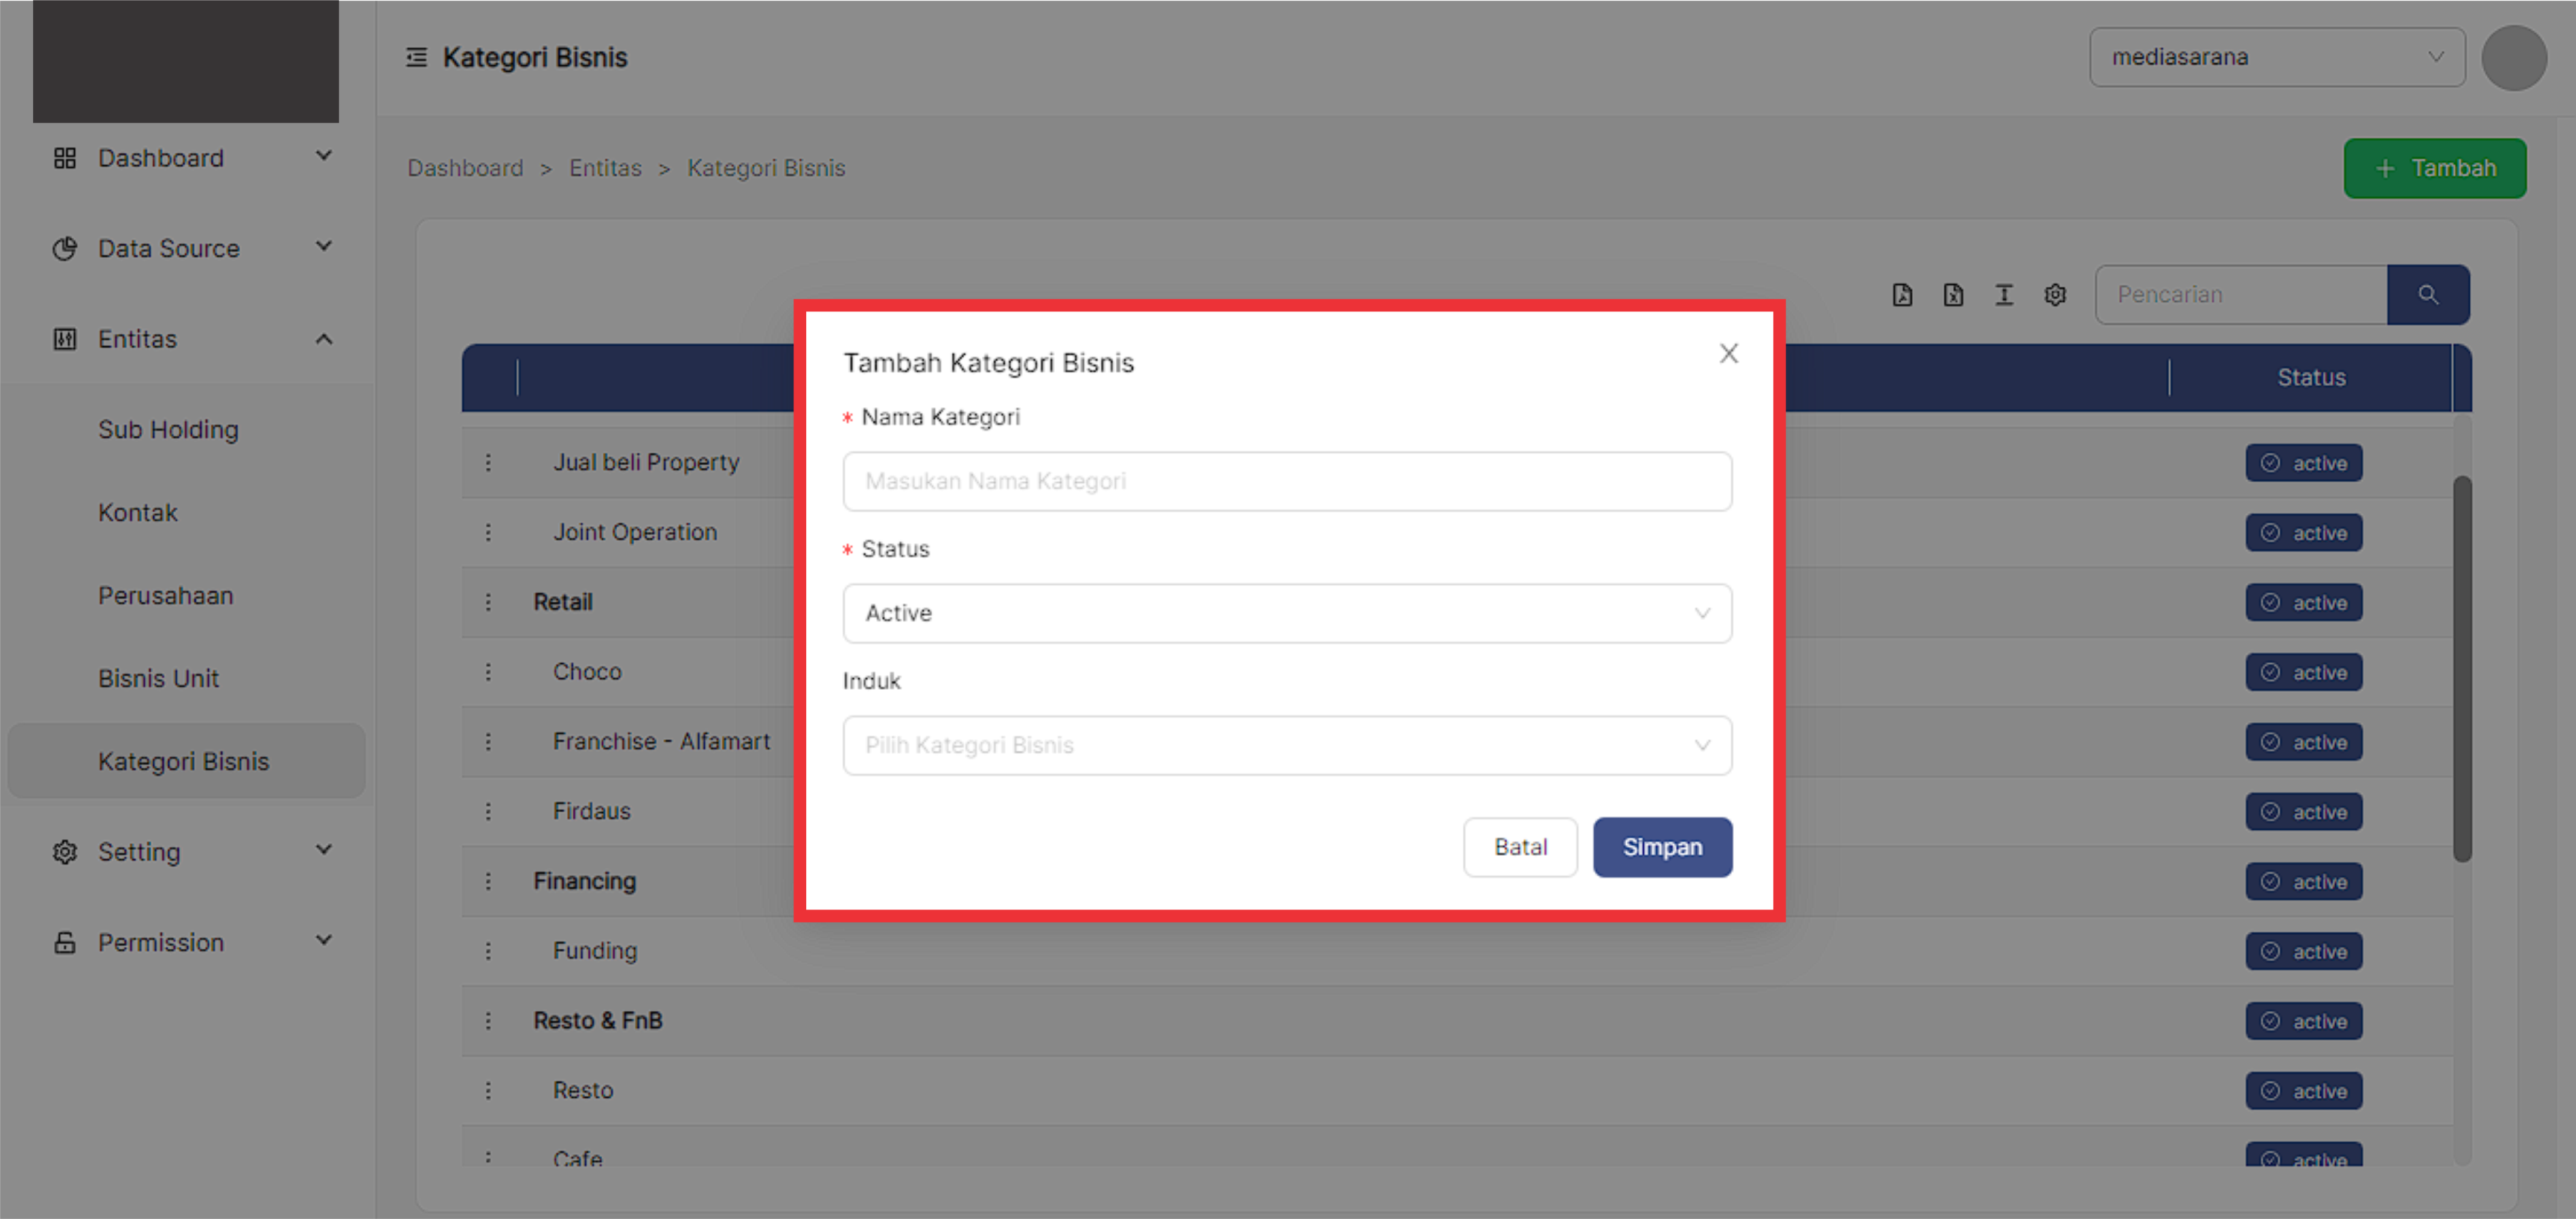 Kategori Bisnis
mediasarana
Dashboard
Data Source
Entitas
Sub Holding
Kontak
Perusahaan
Bisnis Unit
Kategori Bisnis
Setting
Permission
Dashboard > Entitas > Kategori Bisnis
+ Tambah
Pencarian
Status
Jual beli Property active
Joint Operation active
Retail active
Choco active
Franchise - Alfamart active
Firdaus active
Financing active
Funding active
Resto & FnB active
Resto active
Cafe active
Tambah Kategori Bisnis
* Nama Kategori
Masukan Nama Kategori
* Status
Active
Induk
Pilih Kategori Bisnis
Batal Simpan